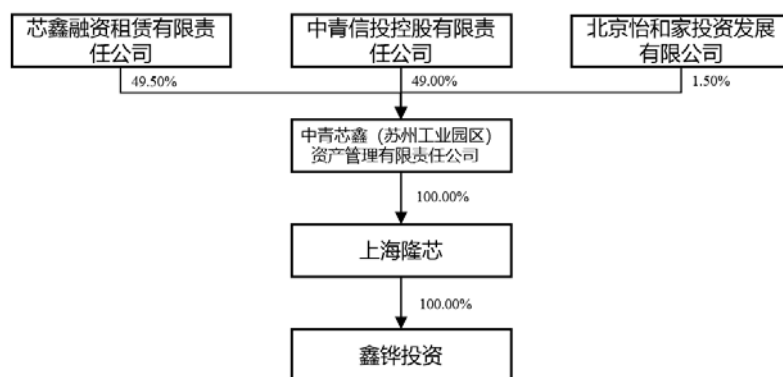 芯鑫融资租赁有限责
任公司
中青信投控股有限责
任公司
北京怡和家投资发展
有限公司
49.50%
49.00%
1.50%
中青芯鑫（苏州工业园区）
资产管理有限责任公司
100.00%
上海隆芯
100.00%
鑫铧投资